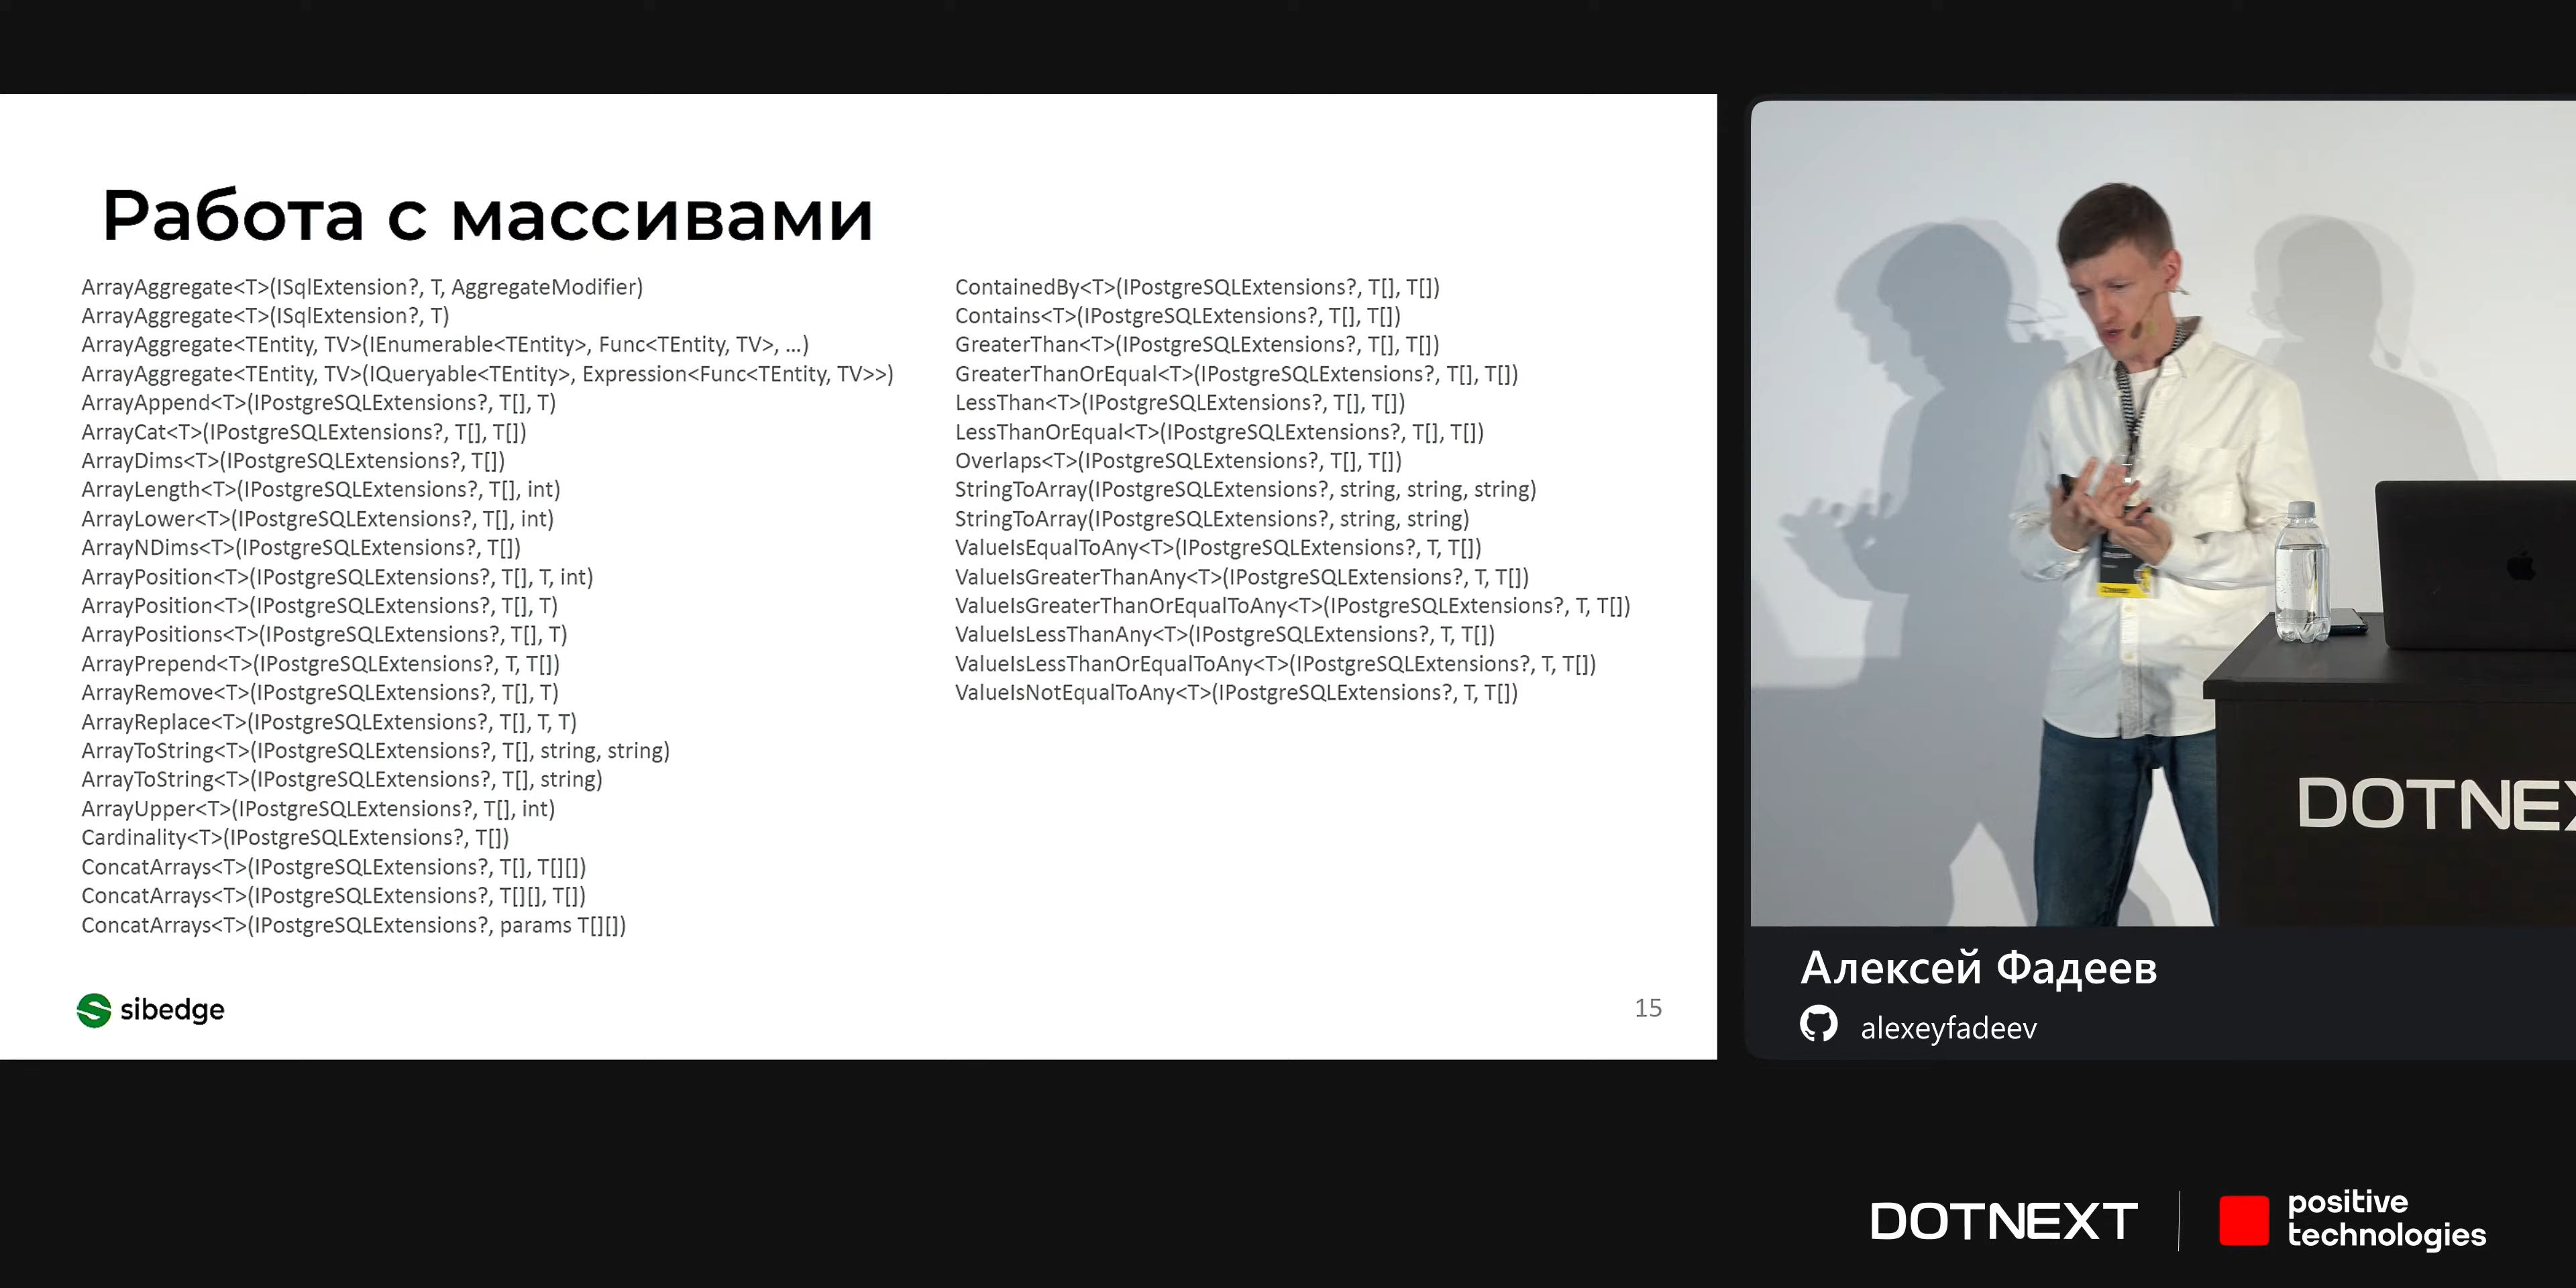 Работа с массивами
ArrayAggregate<T>(ISqlExtension?, T, AggregateModifier)
ArrayAggregate<T>(ISqlExtension?, T)
ArrayAggregate<TEntity, TV>(IEnumerable<TEntity>, Func<TEntity, TV>, ...)
ArrayAggregate<TEntity, TV>(IQueryable<TEntity>, Expression<Func<TEntity, TV>>)
ArrayAppend<T>(IPostgreSQLExtensions?, T[], T)
ArrayCat<T>(IPostgreSQLExtensions?, T[], T[])
ArrayDims<T>(IPostgreSQLExtensions?, T[])
ArrayLength<T>(IPostgreSQLExtensions?, T[], int)
ArrayLower<T>(IPostgreSQLExtensions?, T[], int)
ArrayNDims<T>(IPostgreSQLExtensions?, T[])
ArrayPosition<T>(IPostgreSQLExtensions?, T[], T, int)
ArrayPosition<T>(IPostgreSQLExtensions?, T[], T)
ArrayPositions<T>(IPostgreSQLExtensions?, T[], T)
ArrayPrepend<T>(IPostgreSQLExtensions?, T, T[])
ArrayRemove<T>(IPostgreSQLExtensions?, T[], T)
ArrayReplace<T>(IPostgreSQLExtensions?, T[], T, T)
ArrayToString<T>(IPostgreSQLExtensions?, T[], string, string)
ArrayToString<T>(IPostgreSQLExtensions?, T[], string)
ArrayUpper<T>(IPostgreSQLExtensions?, T[], int)
Cardinality<T>(IPostgreSQLExtensions?, T[])
ConcatArrays<T>(IPostgreSQLExtensions?, T[], T[][])
ConcatArrays<T>(IPostgreSQLExtensions?, T[][], T[])
ConcatArrays<T>(IPostgreSQLExtensions?, params T[][])
ContainedBy<T>(IPostgreSQLExtensions?, T[], T[])
Contains<T>(IPostgreSQLExtensions?, T[], T[])
GreaterThan<T>(IPostgreSQLExtensions?, T[], T[])
GreaterThanOrEqual<T>(IPostgreSQLExtensions?, T[], T[])
LessThan<T>(IPostgreSQLExtensions?, T[], T[])
LessThanOrEqual<T>(IPostgreSQLExtensions?, T[], T[])
Overlaps<T>(IPostgreSQLExtensions?, T[], T[])
StringToArray(IPostgreSQLExtensions?, string, string, string)
StringToArray(IPostgreSQLExtensions?, string, string)
ValueIsEqualToAny<T>(IPostgreSQLExtensions?, T, T[])
ValueIsGreaterThanAny<T>(IPostgreSQLExtensions?, T, T[])
ValueIsGreaterThanOrEqualToAny<T>(IPostgreSQLExtensions?, T, T[])
ValueIsLessThanAny<T>(IPostgreSQLExtensions?, T, T[])
ValueIsLessThanOrEqualToAny<T>(IPostgreSQLExtensions?, T, T[])
ValueIsNotEqualToAny<T>(IPostgreSQLExtensions?, T, T[])
sibedge
15
DOTNEX
Алексей Фадеев
alexeyfadeev
DOTNEXT
positive
technologies